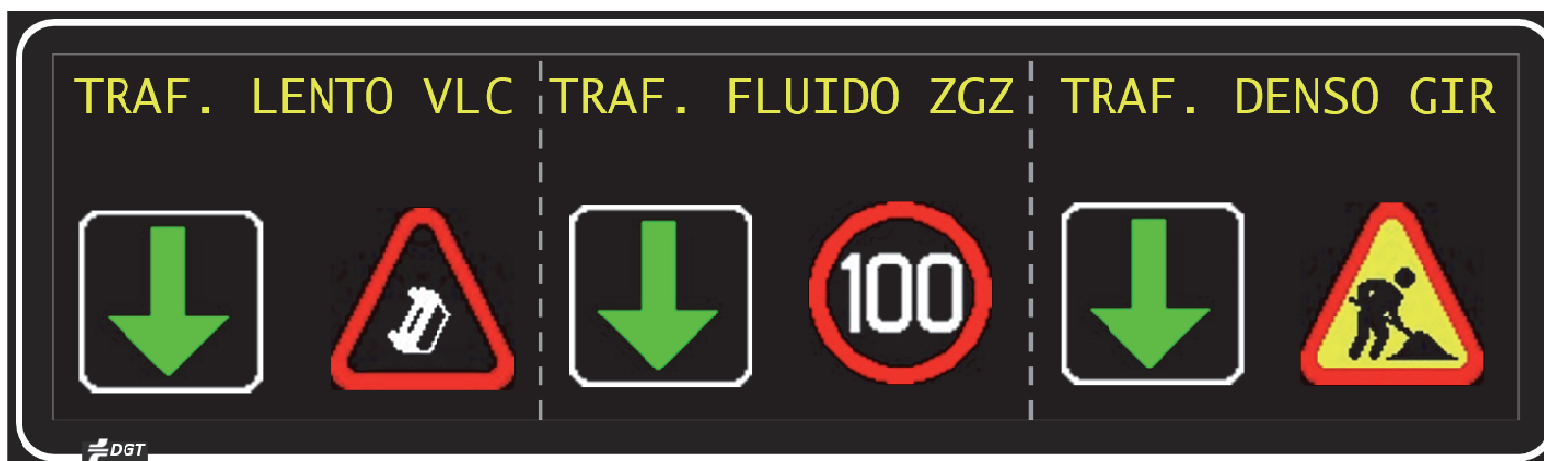 TRAF. LENTO VLC
TRAF. FLUIDO ZGZ
TRAF. DENSO GIR
100
DGT